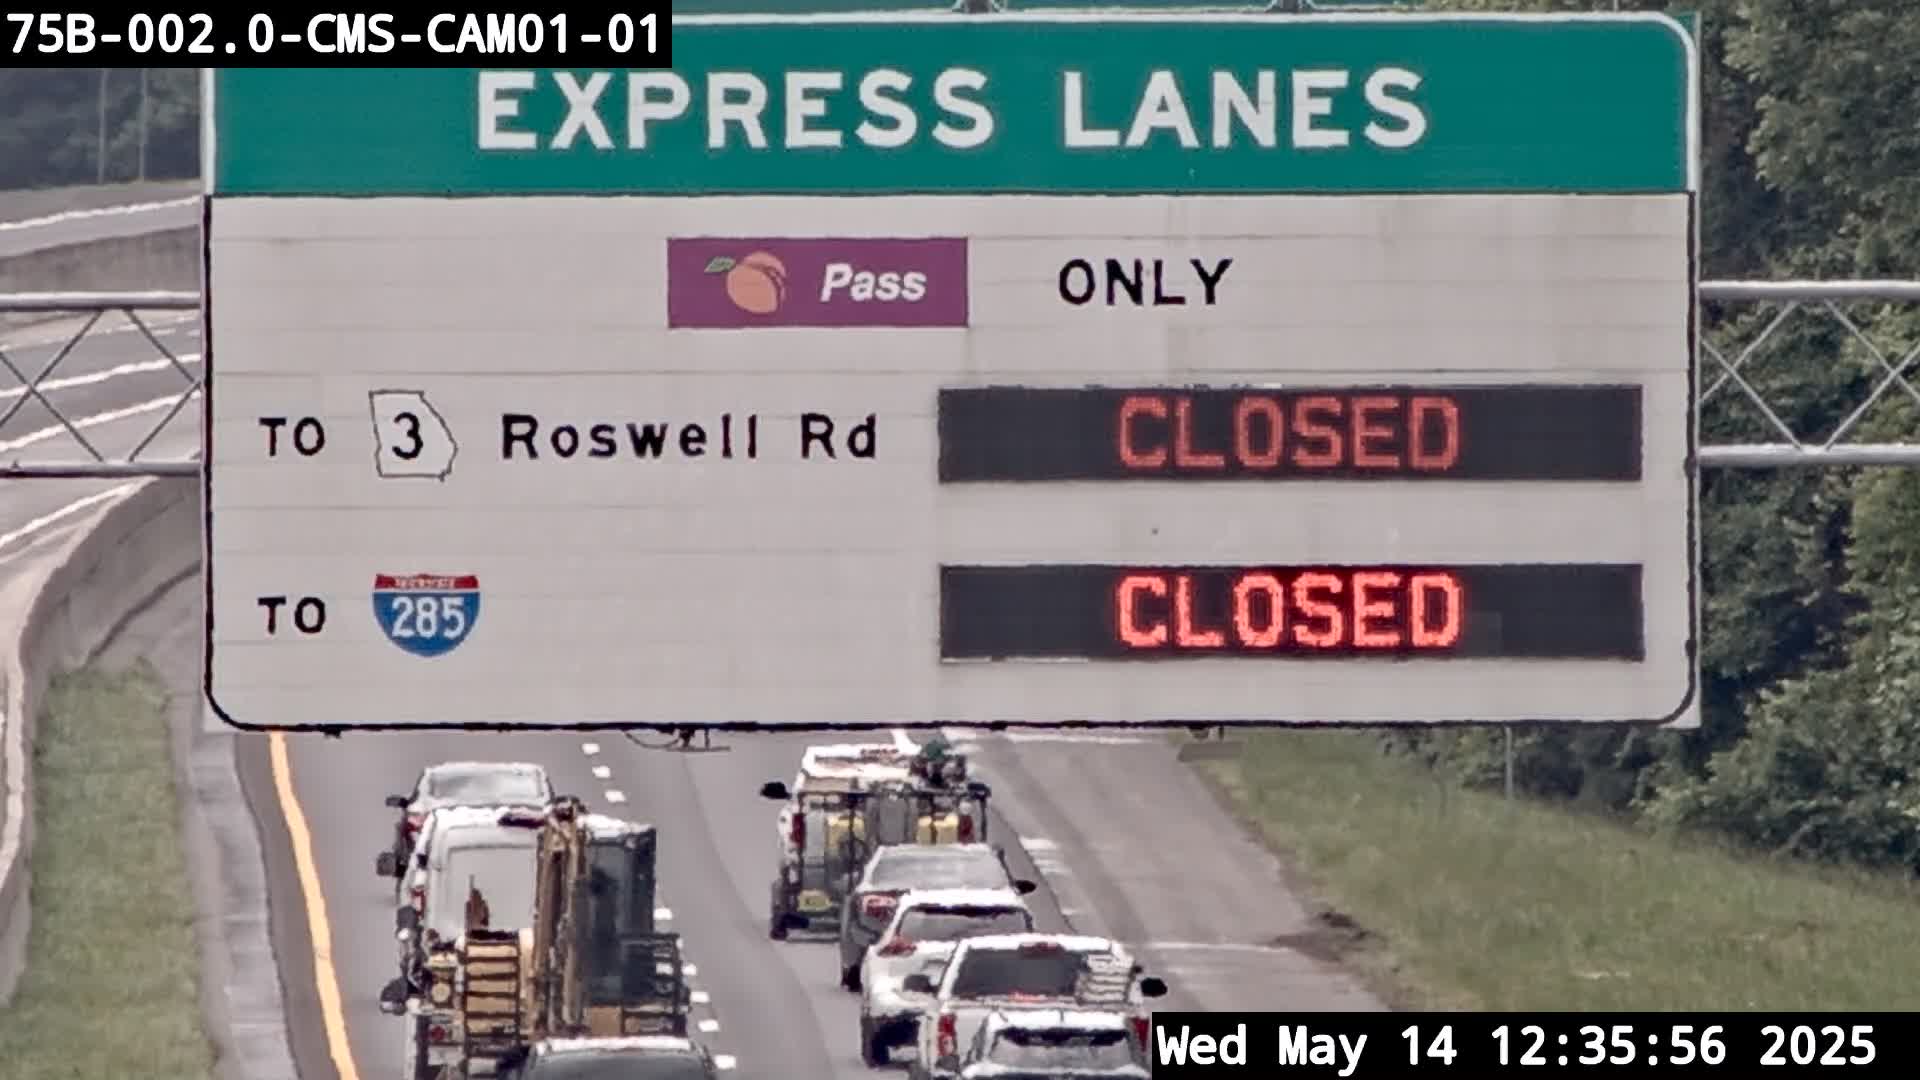 75B-002.0-CMS-CAM01-01
EXPRESS LANES
Pass ONLY
TO 3 Roswell Rd CLOSED
TO 285 CLOSED
Wed May 14 12:35:56 2025